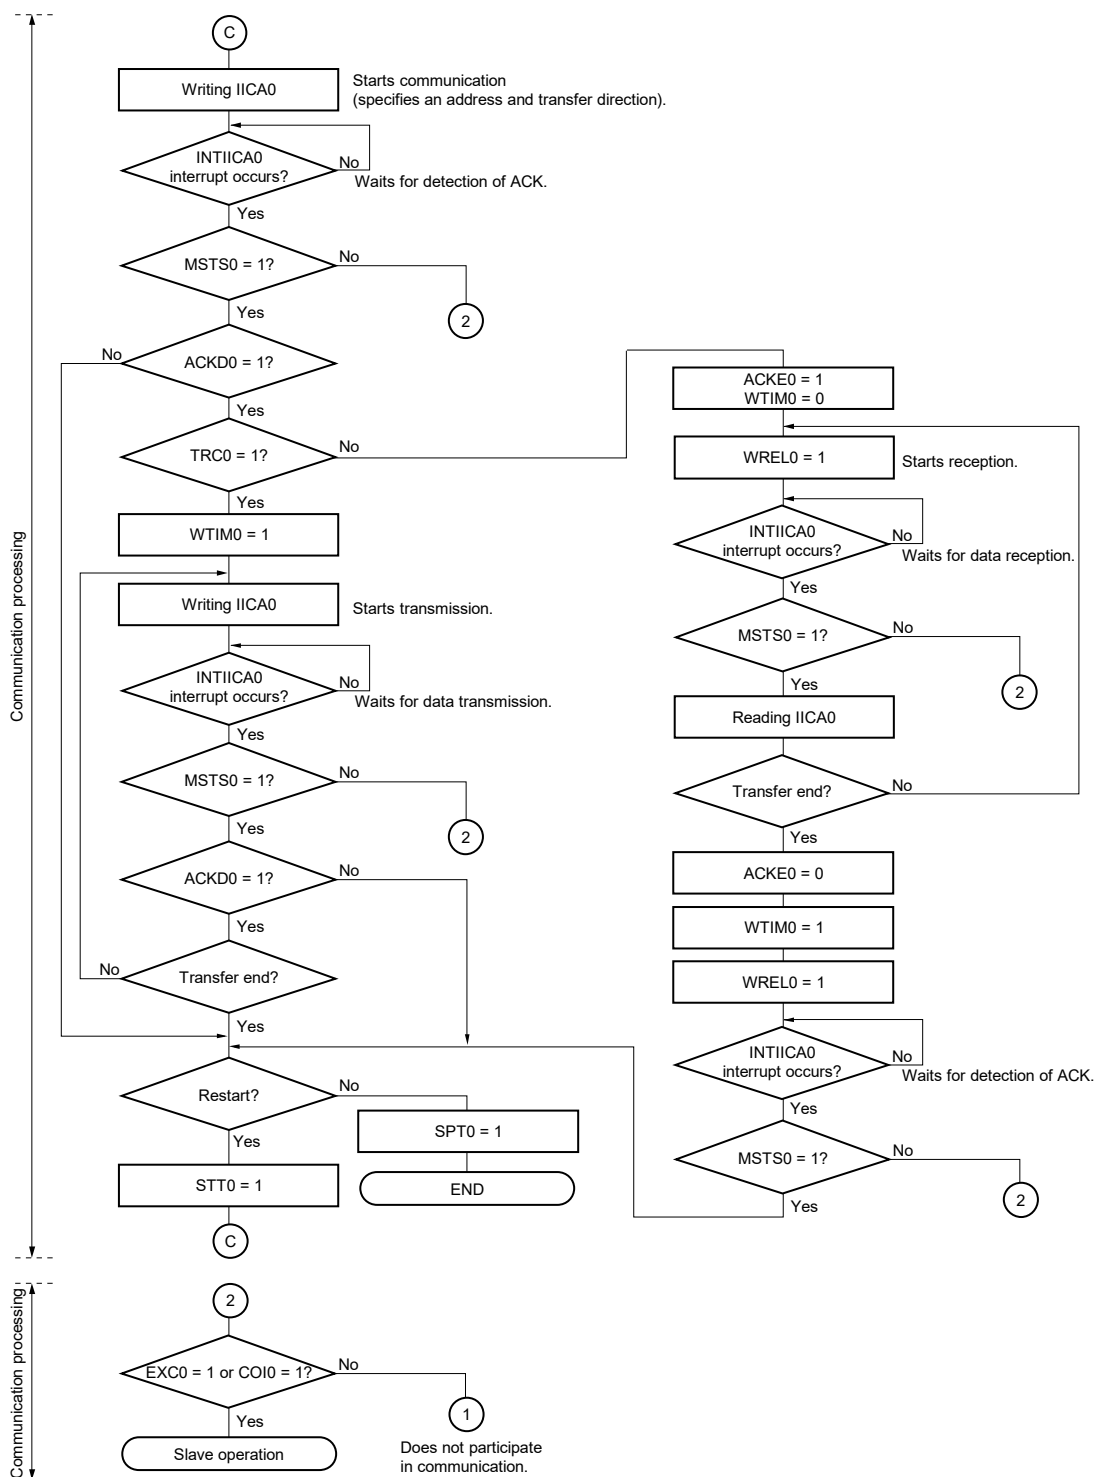 C
Writing IICA0
Starts communication
(specifies an address and transfer direction).
INTIICA0
interrupt occurs?
No
Waits for detection of ACK.
Yes
MSTS0 = 1?
No
2
Yes
ACKD0 = 1?
No
Yes
TRC0 = 1?
No
Yes
WTIM0 = 1
Writing IICA0
Starts transmission.
INTIICA0
interrupt occurs?
No
Waits for data transmission.
Yes
MSTS0 = 1?
No
2
Yes
ACKD0 = 1?
No
Yes
Transfer end?
No
Yes
Restart?
No
SPT0 = 1
END
Yes
STT0 = 1
C
ACKE0 = 1
WTIM0 = 0
WREL0 = 1
Starts reception.
INTIICA0
interrupt occurs?
No
Waits for data reception.
Yes
MSTS0 = 1?
No
2
Yes
Reading IICA0
Transfer end?
No
Yes
ACKE0 = 0
WTIM0 = 1
WREL0 = 1
INTIICA0
interrupt occurs?
No
Waits for detection of ACK.
Yes
MSTS0 = 1?
No
2
Yes
Communication processing
2
EXC0 = 1 or COI0 = 1?
No
1
Does not participate
in communication.
Yes
Slave operation
Communication processing